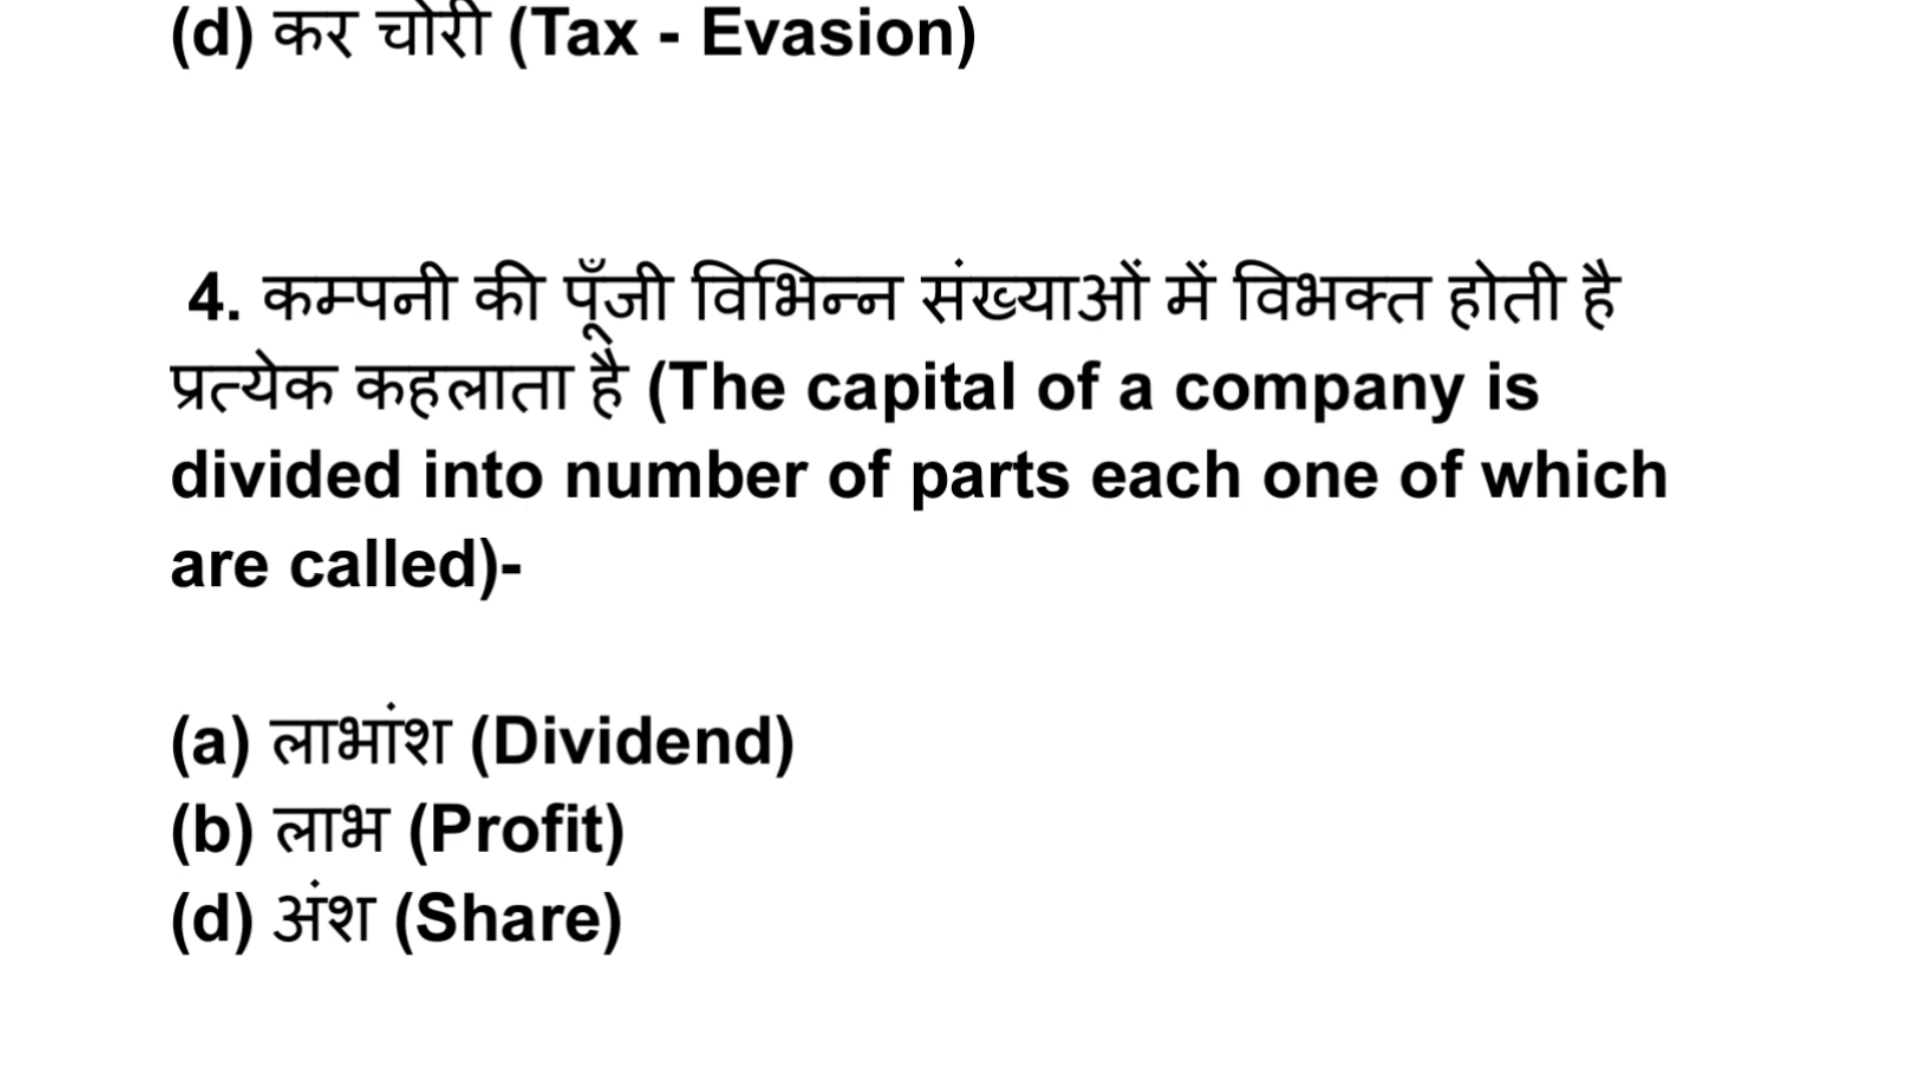 (d) कर चोरी (Tax - Evasion)
4. कम्पनी की पूँजी विभिन्न संख्याओं में विभक्त होती है
प्रत्येक कहलाता है (The capital of a company is
divided into number of parts each one of which
are called)-
(a) लाभांश (Dividend)
(b) लाभ (Profit)
(d) अंश (Share)